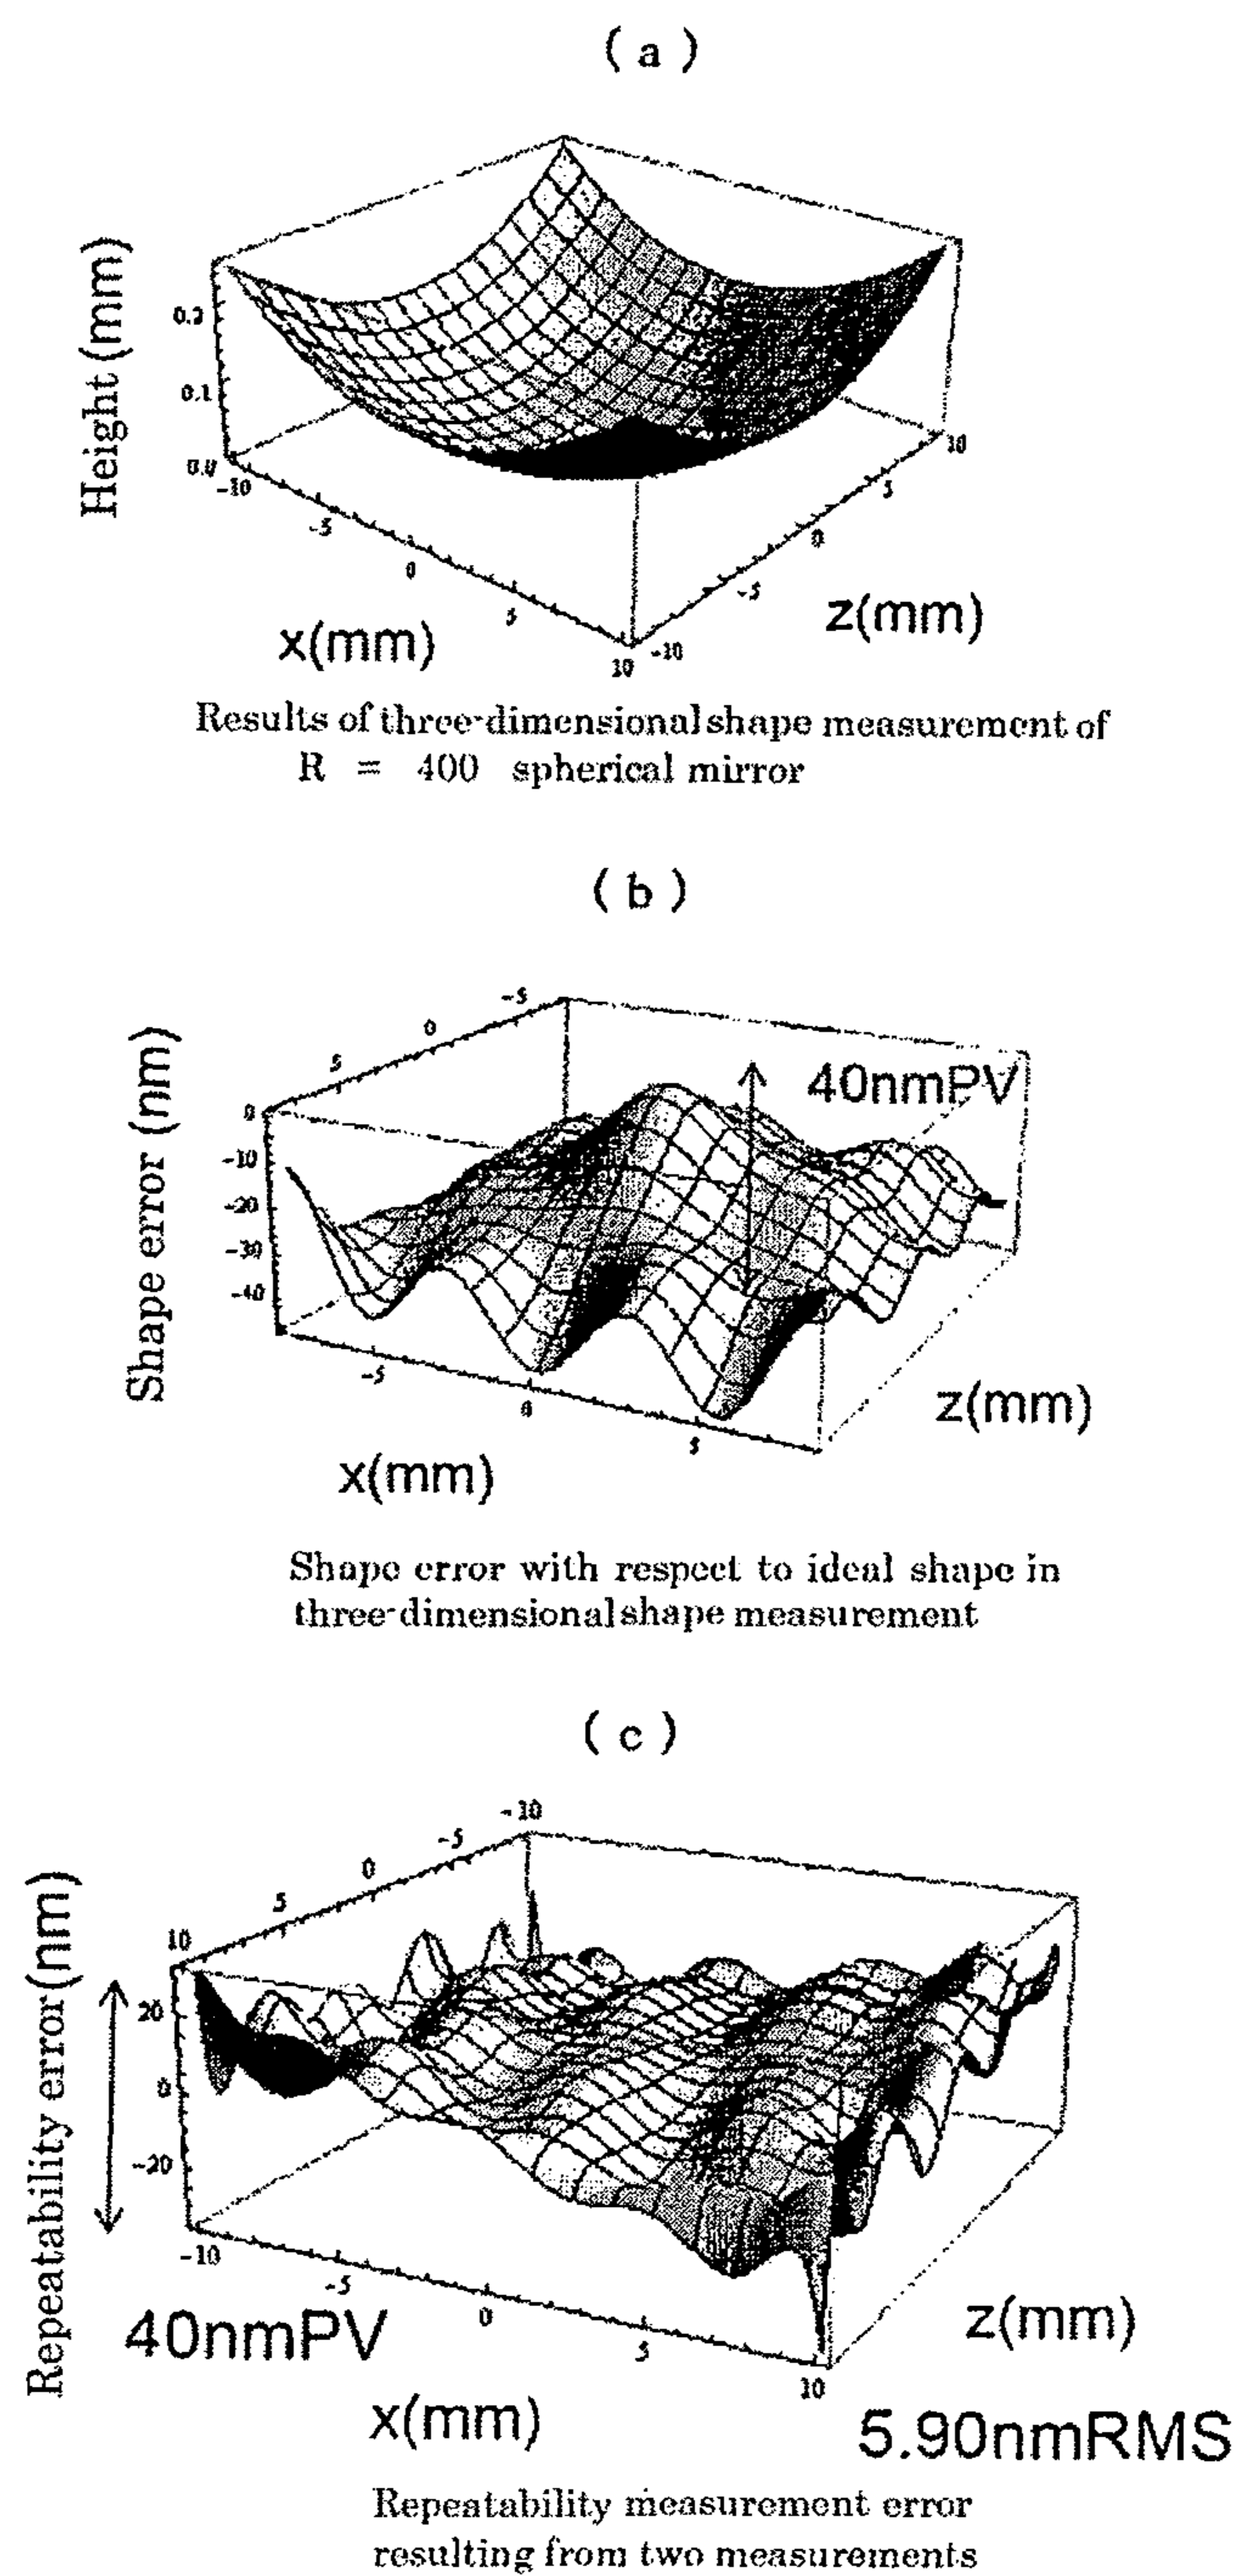 ( a )
Height (mm)
0.2
0.1
0.0
-10
-5
0
5
10
-10
-5
0
5
10
x(mm)
z(mm)
Results of three-dimensional shape measurement of
R = 400 spherical mirror
( b )
Shape error (nm)
-5
0
5
0
-10
-20
-30
-40
40nmPV
-5
0
5
x(mm)
z(mm)
Shape error with respect to ideal shape in
three-dimensional shape measurement
( c )
Repeatability error(nm)
-10
-5
0
5
10
20
0
-20
-10
-5
0
5
10
40nmPV
x(mm)
z(mm)
5.90nmRMS
Repeatability measurement error
resulting from two measurements